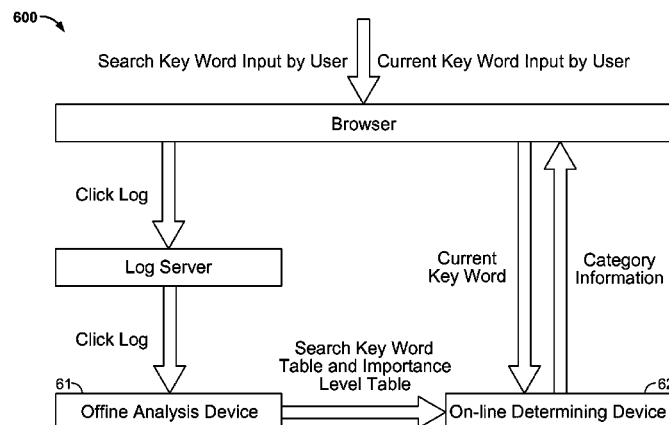 600
Search Key Word Input by User
Current Key Word Input by User
Browser
Click Log
Log Server
Current
Key Word
Category
Information
Click Log
Search Key Word
Table and Importance
Level Table
61
Offine Analysis Device
62
On-line Determining Device